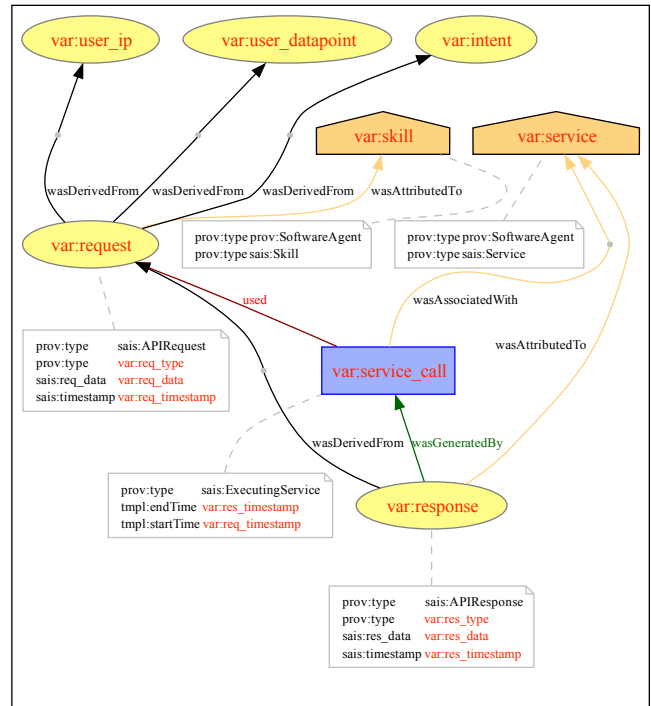 var:user_ip
var:user_datapoint
var:intent
var:skill
var:service
wasDerivedFrom
wasDerivedFrom
wasDerivedFrom
wasAttributedTo
var:request
prov:type prov:SoftwareAgent
prov:type sais:Skill
prov:type prov:SoftwareAgent
prov:type sais:Service
used
wasAssociatedWith
wasAttributedTo
prov:type sais:APIRequest
prov:type var:req_type
sais:req_data var:req_data
sais:timestamp var:req_timestamp
var:service_call
wasDerivedFrom
wasGeneratedBy
prov:type sais:ExecutingService
tmpl:endTime var:res_timestamp
tmpl:startTime var:req_timestamp
var:response
prov:type sais:APIResponse
prov:type var:res_type
sais:res_data var:res_data
sais:timestamp var:res_timestamp